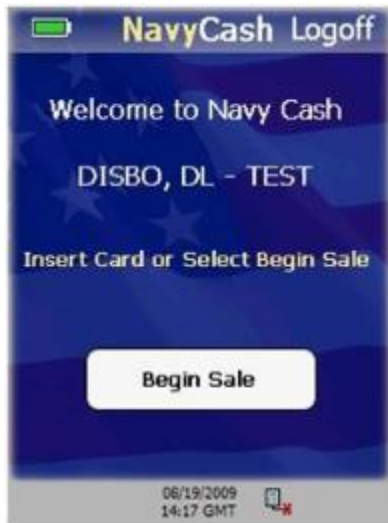 NavyCash Logoff
Welcome to Navy Cash
DISBO, DL - TEST
Insert Card or Select Begin Sale
Begin Sale
08/19/2009
14:17 GMT